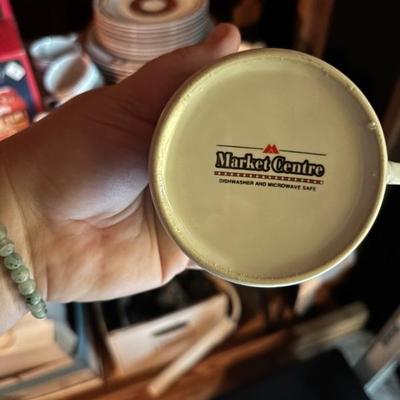 Market Centre
DISHWASHER AND MICROWAVE SAFE